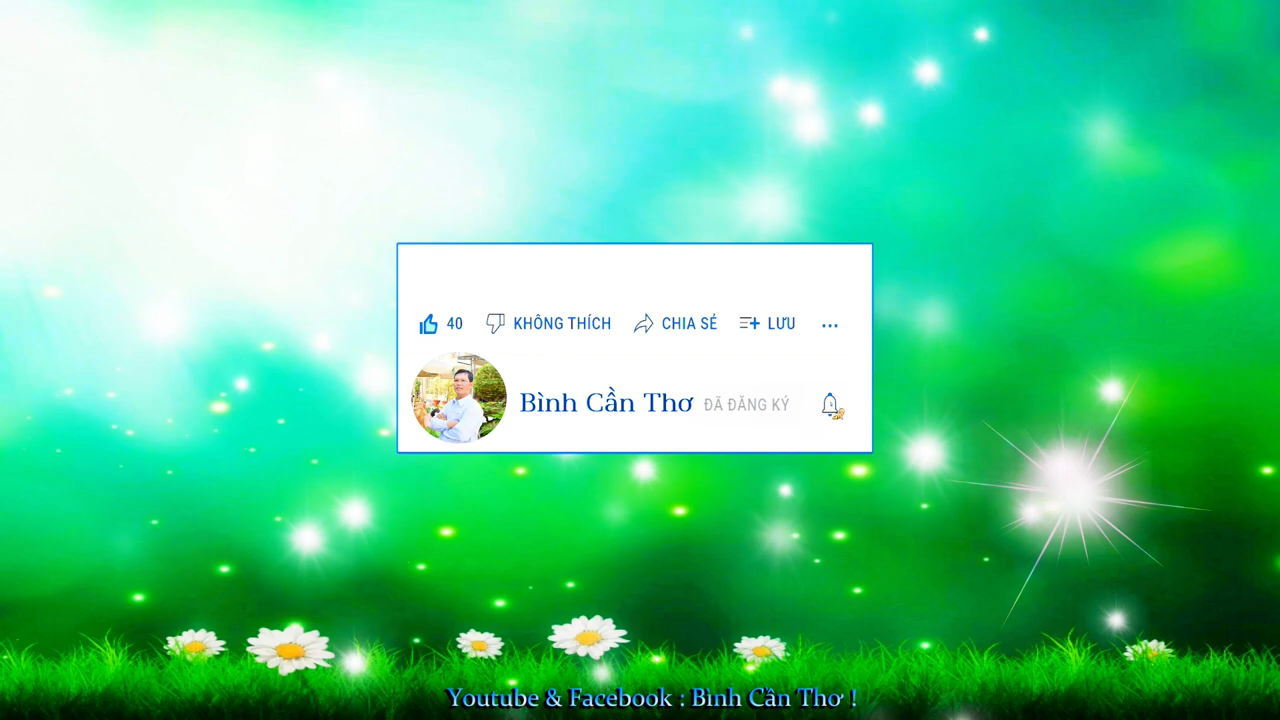 40 KHÔNG THÍCH CHIA SẺ LƯU ...
Bình Cần Thơ ĐÃ ĐĂNG KÝ
Youtube & Facebook : Bình Cần Thơ !